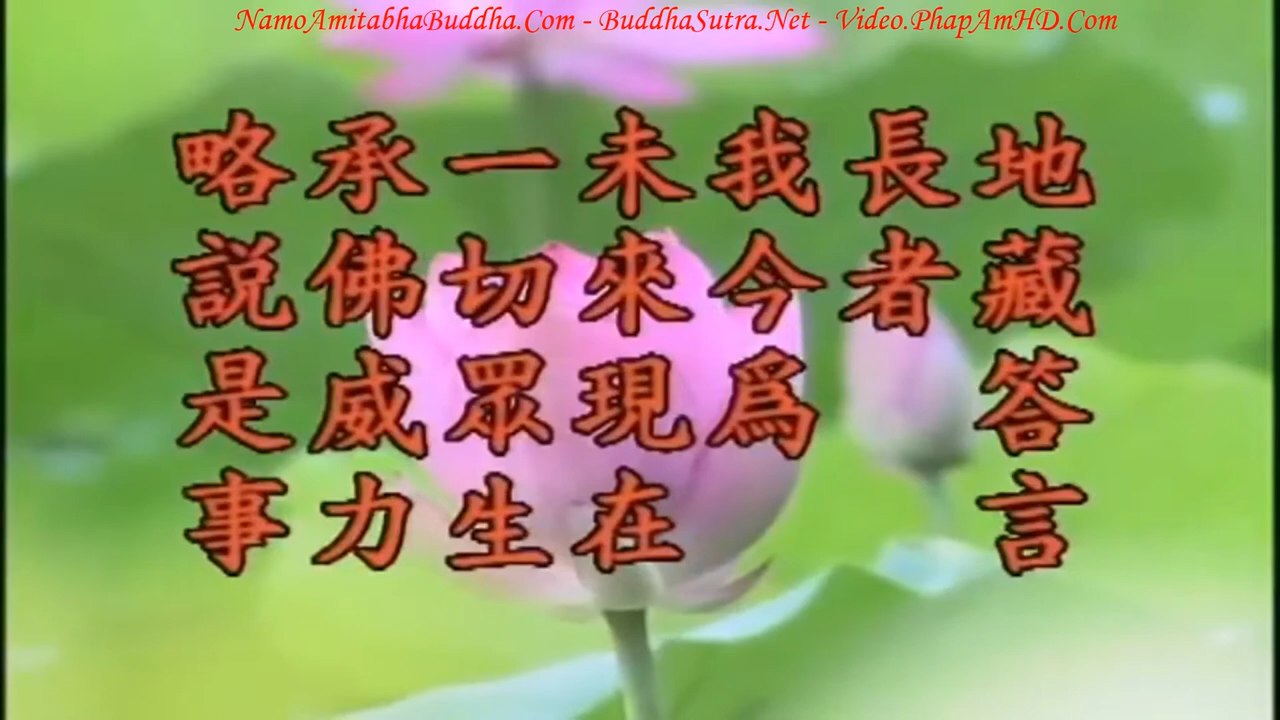 NamoAmitabhaBuddha.Com - BuddhaSutra.Net - Video.PhapAmHD.Com
地藏答言
長者
我今爲
未來現在
一切眾生
承佛威力
略説是事